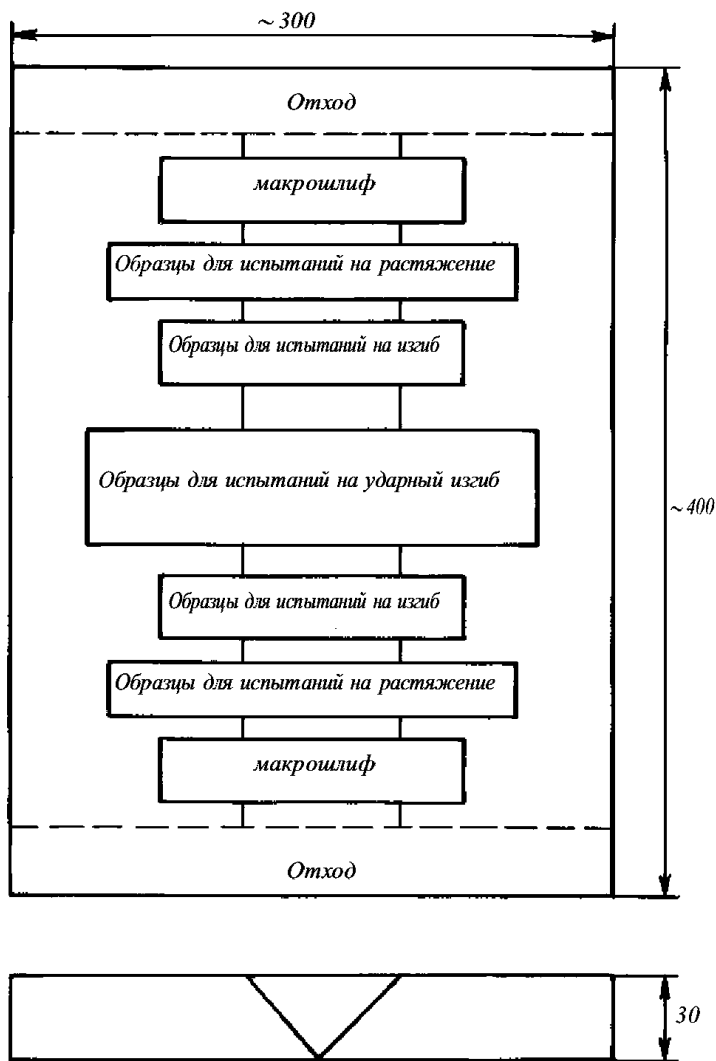 ~300
Отход
макрошлиф
Образцы для испытаний на растяжение
Образцы для испытаний на изгиб
Образцы для испытаний на ударный изгиб
~400
Образцы для испытаний на изгиб
Образцы для испытаний на растяжение
макрошлиф
Отход
30